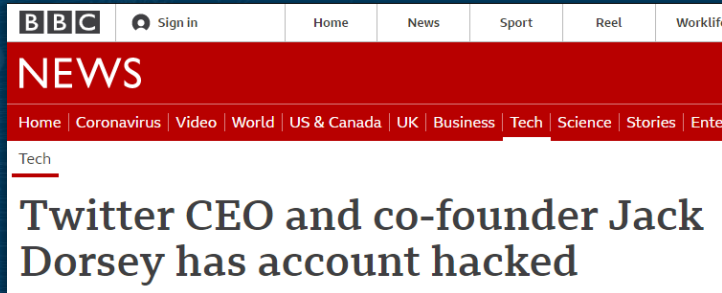 BBC Sign in Home News Sport Reel
NEWS
Home Coronavirus Video World US & Canada UK Business Tech Science Stories
Tech
Twitter CEO and co-founder Jack
Dorsey has account hacked